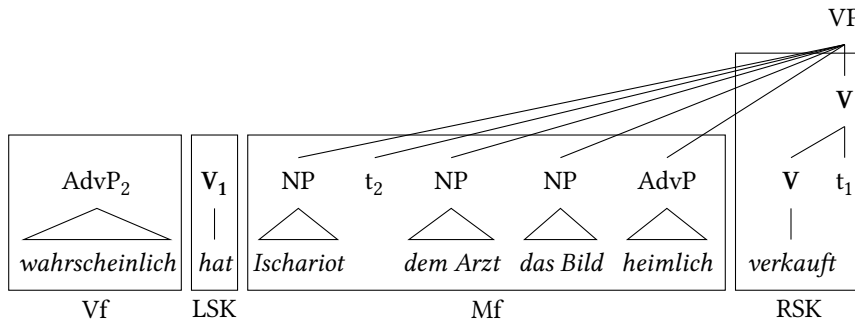 VP
V
AdvP2 V1 NP t2 NP NP AdvP V t1
wahrscheinlich hat Ischariot dem Arzt das Bild heimlich verkauft
Vf LSK Mf RSK